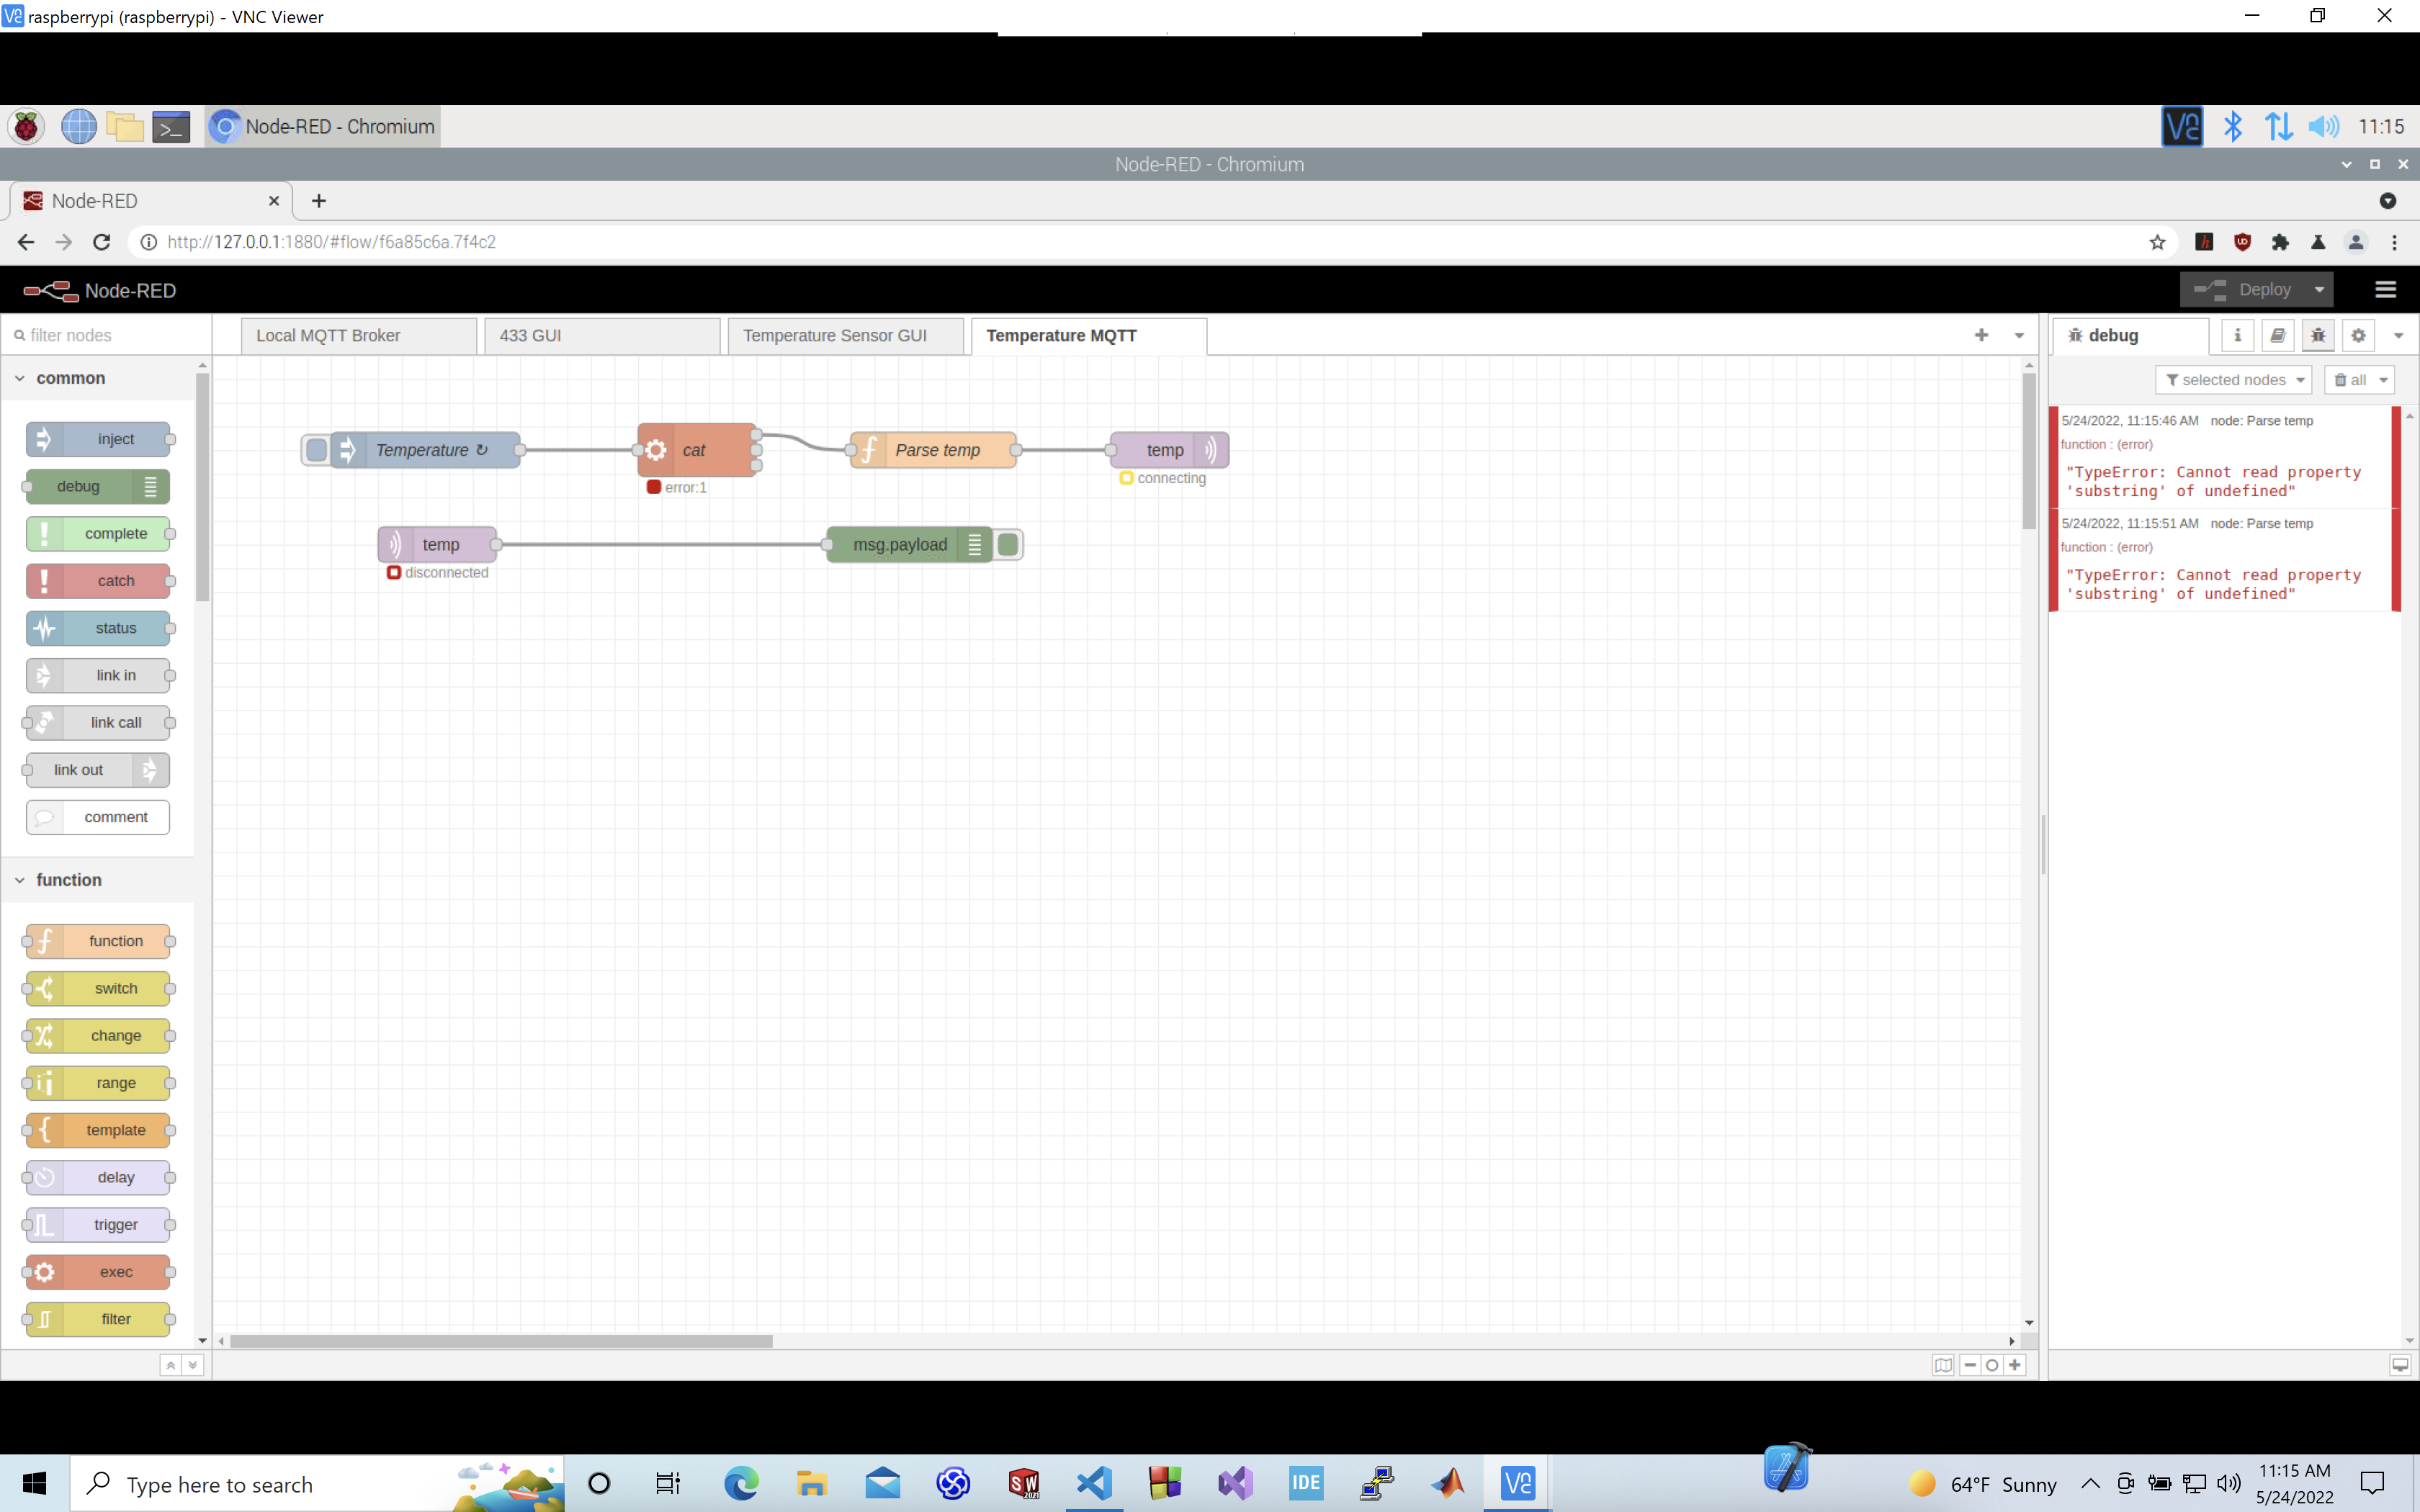 raspberrypi (raspberrypi) - VNC Viewer
Node-RED - Chromium
11:15
Node-RED - Chromium
Node-RED
http://127.0.0.1:1880/#flow/f6a85c6a.7f4c2
Node-RED
Deploy
filter nodes
Local MQTT Broker
433 GUI
Temperature Sensor GUI
Temperature MQTT
debug
common
selected nodes
all
inject
debug
complete
catch
status
link in
link call
link out
comment
function
function
switch
change
range
template
delay
trigger
exec
filter
Temperature ↻
cat
error:1
Parse temp
temp
connecting
temp
disconnected
msg.payload
5/24/2022, 11:15:46 AM node: Parse temp
function : (error)
"TypeError: Cannot read property
'substring' of undefined"
5/24/2022, 11:15:51 AM node: Parse temp
function : (error)
"TypeError: Cannot read property
'substring' of undefined"
Type here to search
SW
2021
IDE
64°F Sunny
11:15 AM
5/24/2022